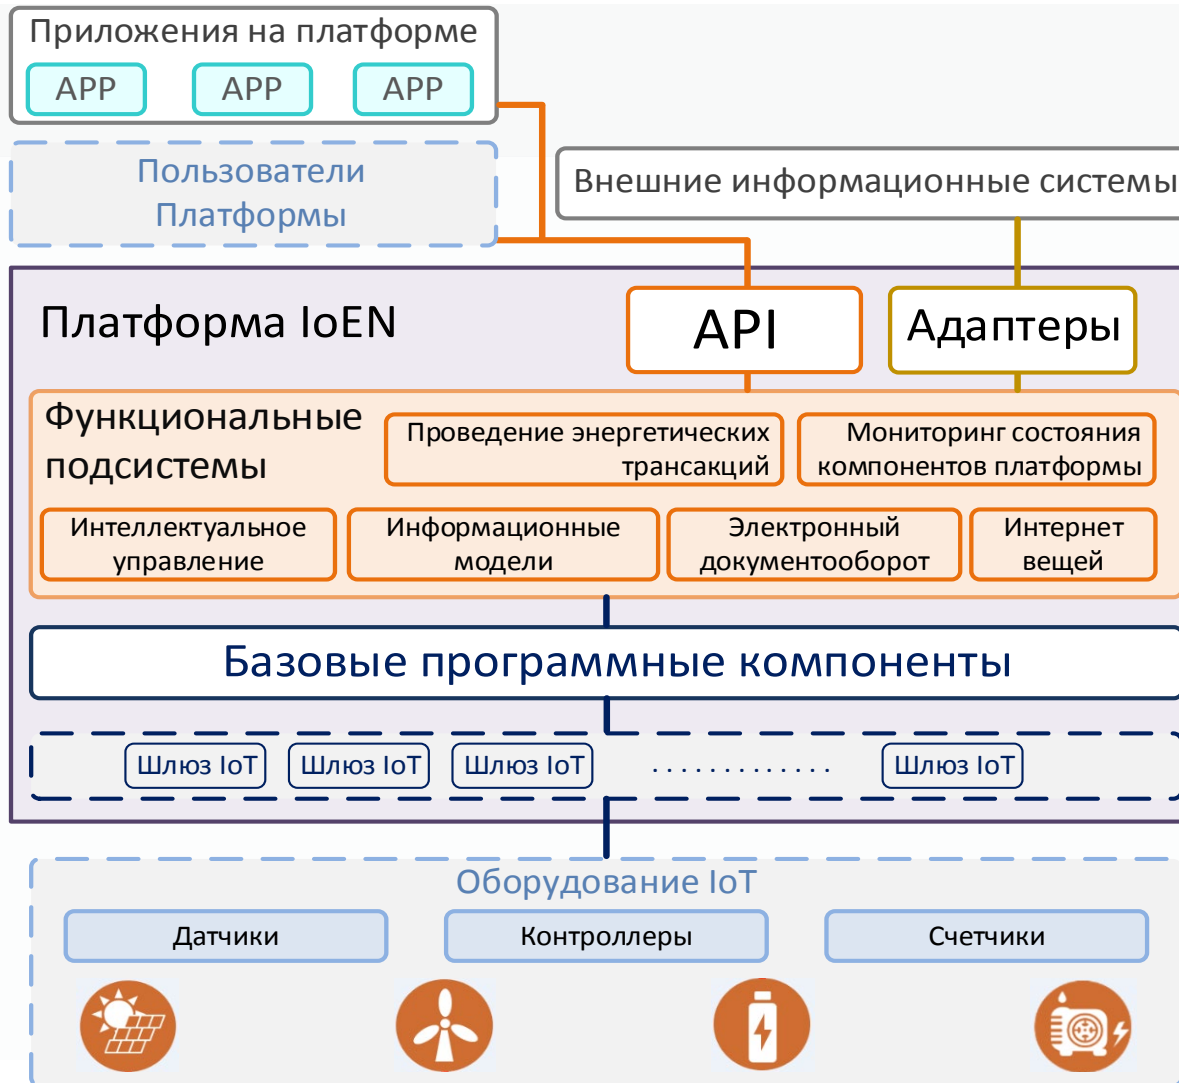 Приложения на платформе
APP
APP
APP
Пользователи
Платформы
Внешние информационные системы
Платформа IoEN
API
Адаптеры
Функциональные
подсистемы
Проведение энергетических
трансакций
Мониторинг состояния
компонентов платформы
Интеллектуальное
управление
Информационные
модели
Электронный
документооборот
Интернет
вещей
Базовые программные компоненты
Шлюз IoT
Шлюз IoT
Шлюз IoT
. . . . . . . . . . . . .
Шлюз IoT
Оборудование IoT
Датчики
Контроллеры
Счетчики